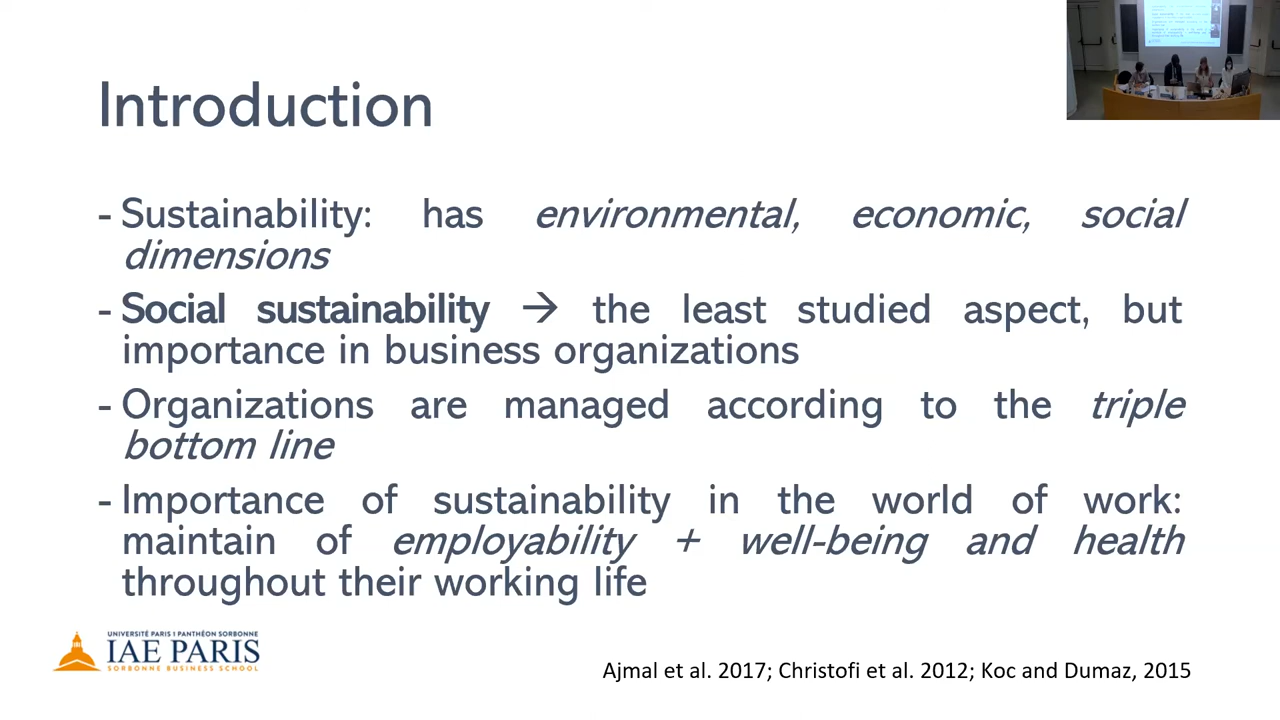 Introduction
- Sustainability: has environmental, economic, social
dimensions
- Social sustainability → the least studied aspect, but
importance in business organizations
- Organizations are managed according to the triple
bottom line
- Importance of sustainability in the world of work:
maintain of employability + well-being and health
throughout their working life
UNIVERSITÉ PARIS 1 PANTHÉON SORBONNE
IAE PARIS
SORBONNE BUSINESS SCHOOL
Ajmal et al. 2017; Christofi et al. 2012; Koc and Dumaz, 2015